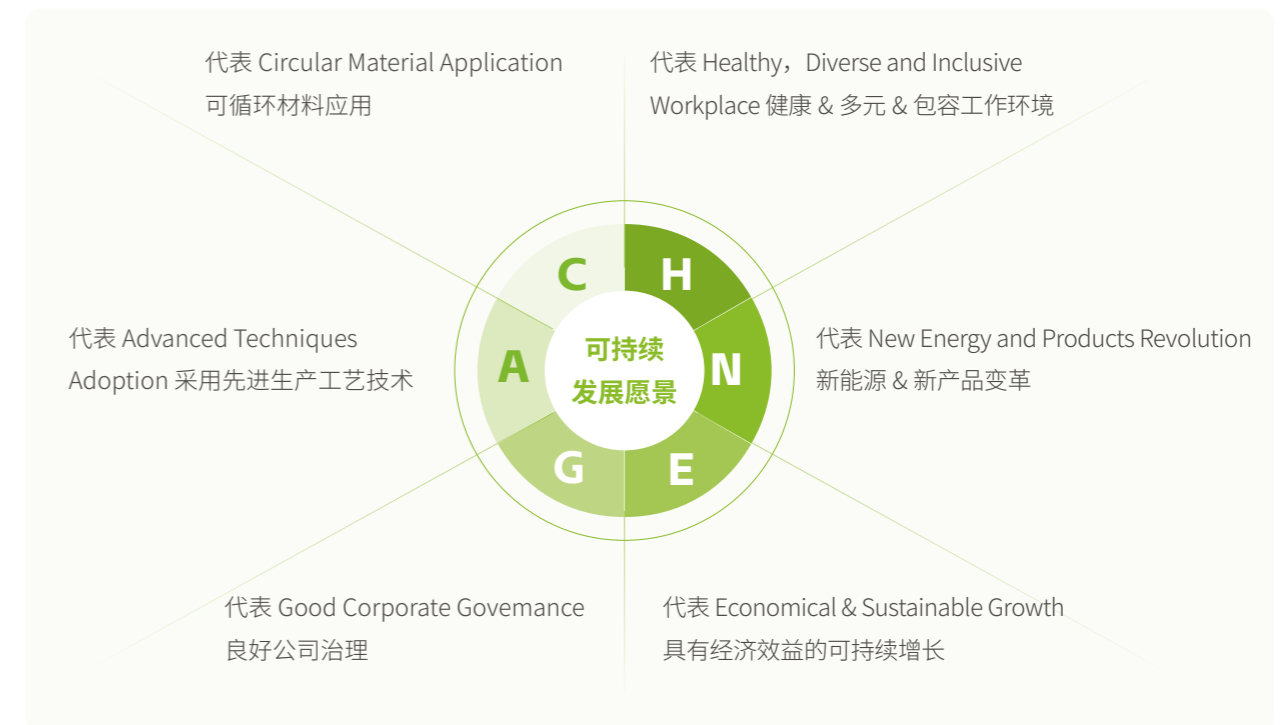 代表 Circular Material Application
可循环材料应用
代表 Healthy，Diverse and Inclusive
Workplace 健康 & 多元 & 包容工作环境
C
H
代表 Advanced Techniques
Adoption 采用先进生产工艺技术
A
可持续
发展愿景
N
代表 New Energy and Products Revolution
新能源 & 新产品变革
G
E
代表 Good Corporate Govemance
良好公司治理
代表 Economical & Sustainable Growth
具有经济效益的可持续增长